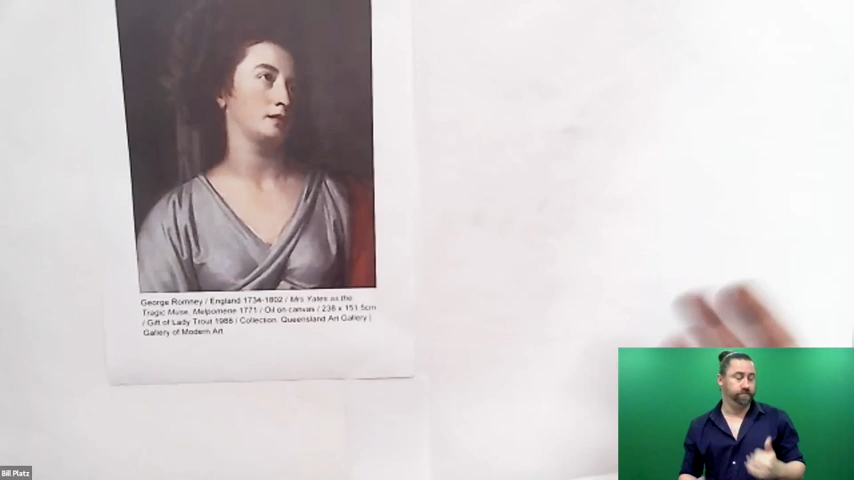 George Romney / England 1734-1802 / Mrs Yates as the
Tragic Muse, Melpomene 1771 / Oil on canvas / 238 x 151.5cm
/ Gift of Lady Trout 1988 / Collection: Queensland Art Gallery |
Gallery of Modern Art
Bill Platz